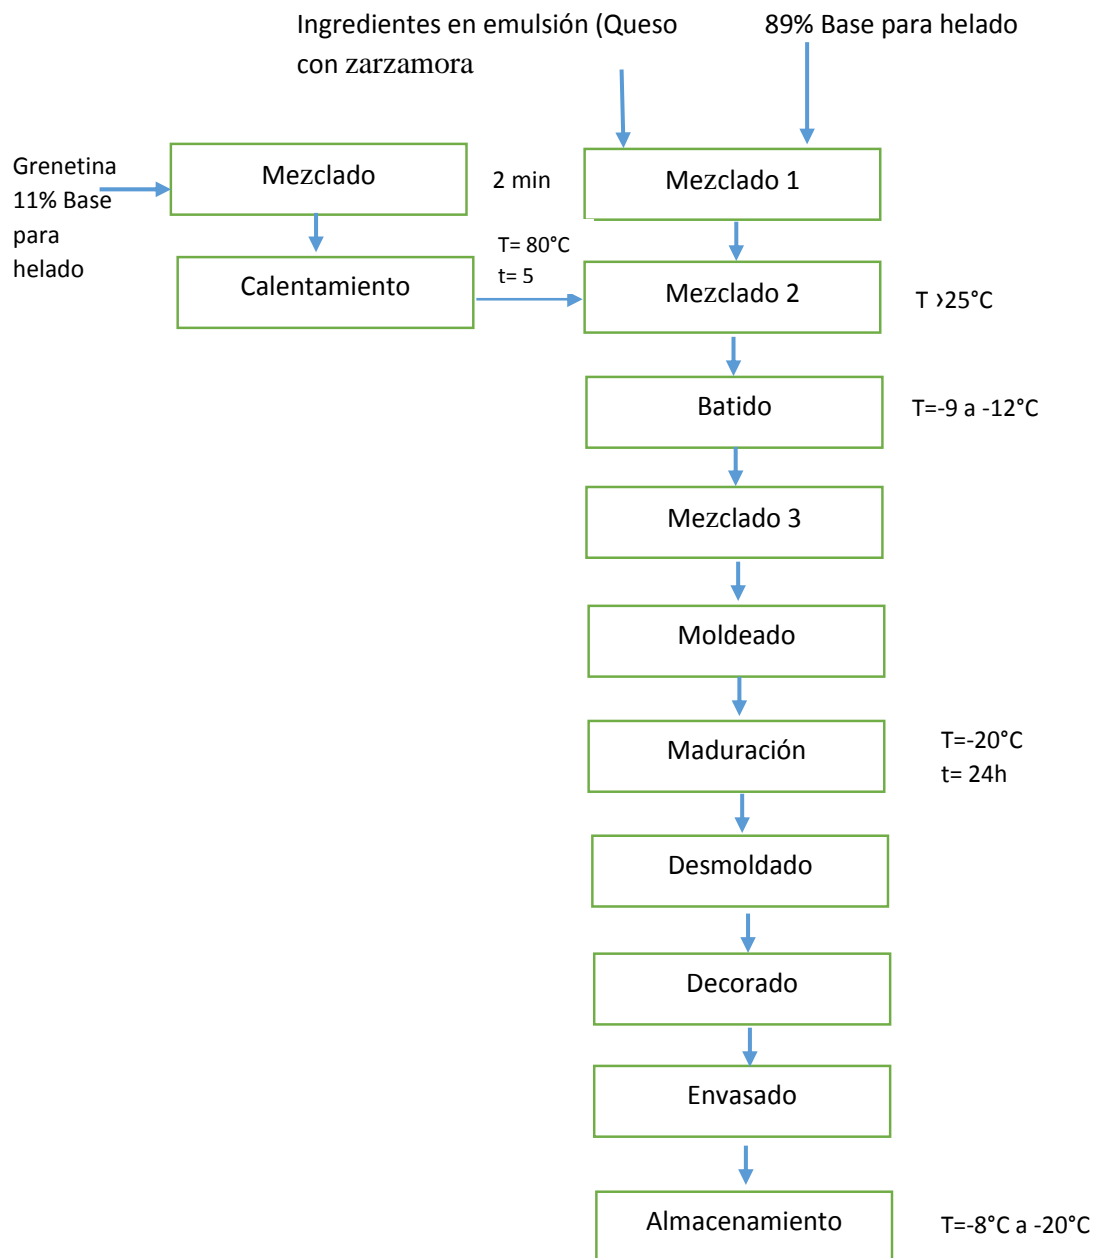 Ingredientes en emulsión (Queso
con zarzamora
89% Base para helado
Grenetina
11% Base
para
helado
Mezclado
2 min
Mezclado 1
Calentamiento
T= 80°C
t= 5
Mezclado 2
T >25°C
Batido
T=-9 a -12°C
Mezclado 3
Moldeado
Maduración
T=-20°C
t= 24h
Desmoldado
Decorado
Envasado
Almacenamiento
T=-8°C a -20°C